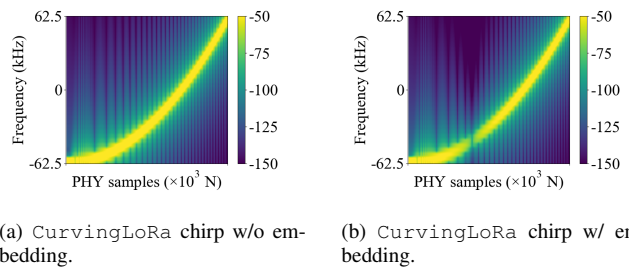 62.5
0
-62.5
Frequency (kHz)
PHY samples (×10³ N)
-50
-75
-100
-125
-150
62.5
0
-62.5
Frequency (kHz)
PHY samples (×10³ N)
-50
-75
-100
-125
-150
(a) CurvingLoRa chirp w/o em-
bedding.
(b) CurvingLoRa chirp w/ em
bedding.